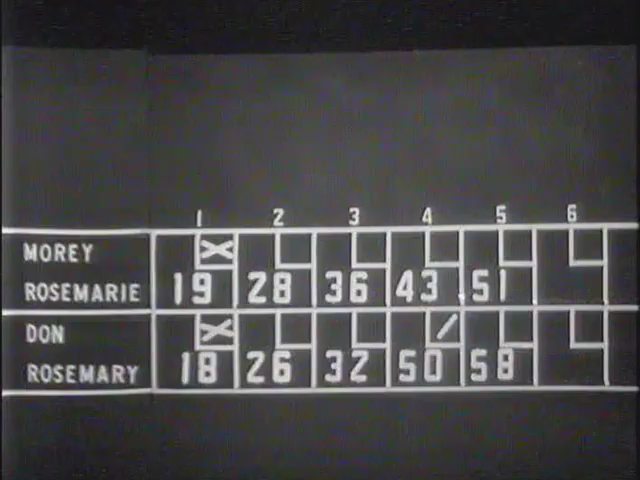 1 2 3 4 5 6
MOREY X
ROSEMARIE 19 28 36 43 51
DON X /
ROSEMARY 18 26 32 50 58